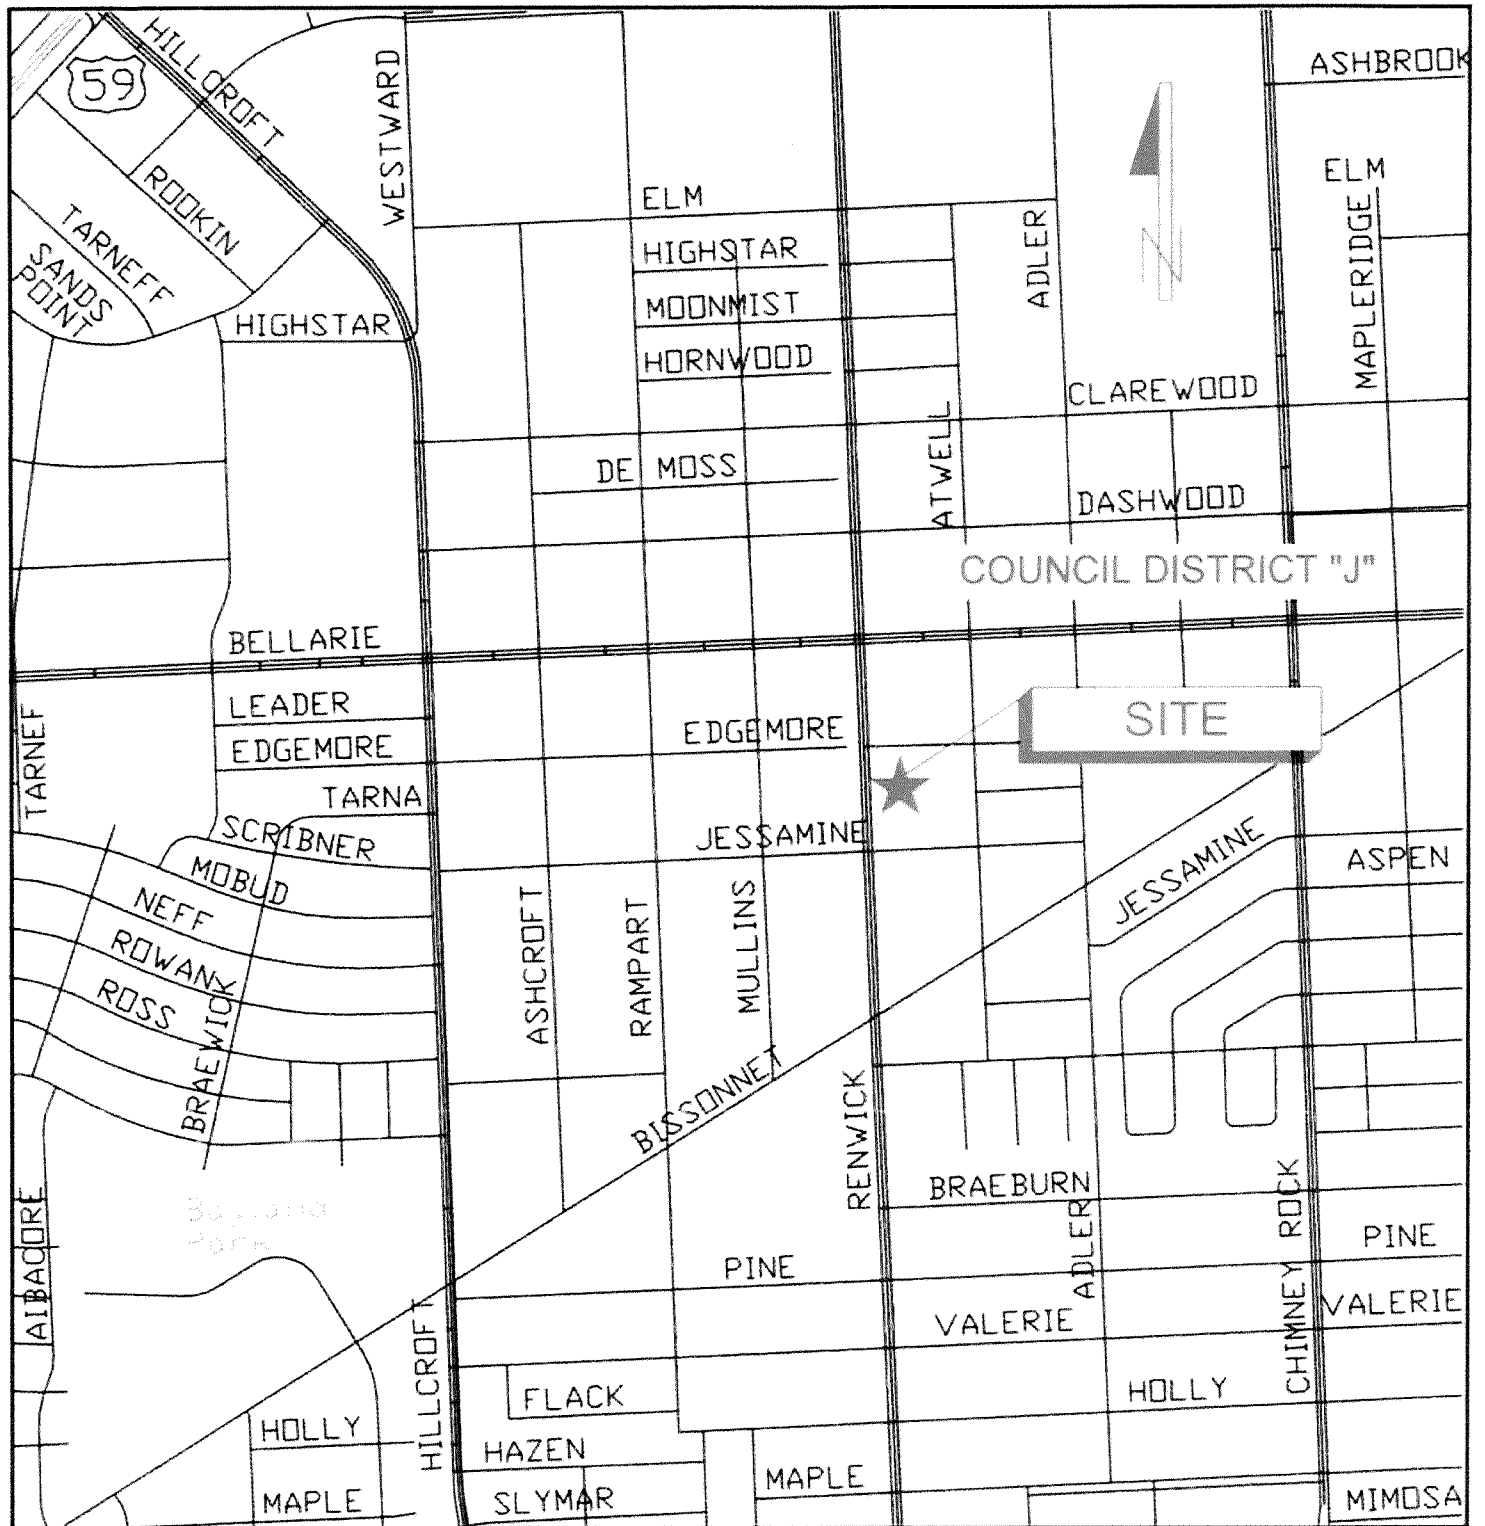 HILLCROFT
ASHBROOK
59
WESTWARD
ROOKIN
ELM
ELM
TARNEFF
HIGHSTAR
ADLER
MAPLERIDGE
N
SANDS
POINT
MOONMIST
HIGHSTAR
HORNWOOD
CLAREWOOD
ATWELL
DE MOSS
DASHWOOD
COUNCIL DISTRICT "J"
BELLARIE
LEADER
SITE
TARNEF
EDGEMORE
EDGEMORE
TARNA
SCRIBNER
JESSAMINE
JESSAMINE
ASPEN
MOBUD
NEFF
ASHCROFT
RAMPART
MULLINS
ROWAN
ROSS
BRAEWICK
BISSONNET
RENWICK
BRAEBURN
CHIMNEY ROCK
AIBACORE
Park
ADLER
PINE
PINE
HILLCROFT
VALERIE
VALERIE
FLACK
HOLLY
HOLLY
HAZEN
MAPLE
MAPLE
SLYMAR
MIMOSA